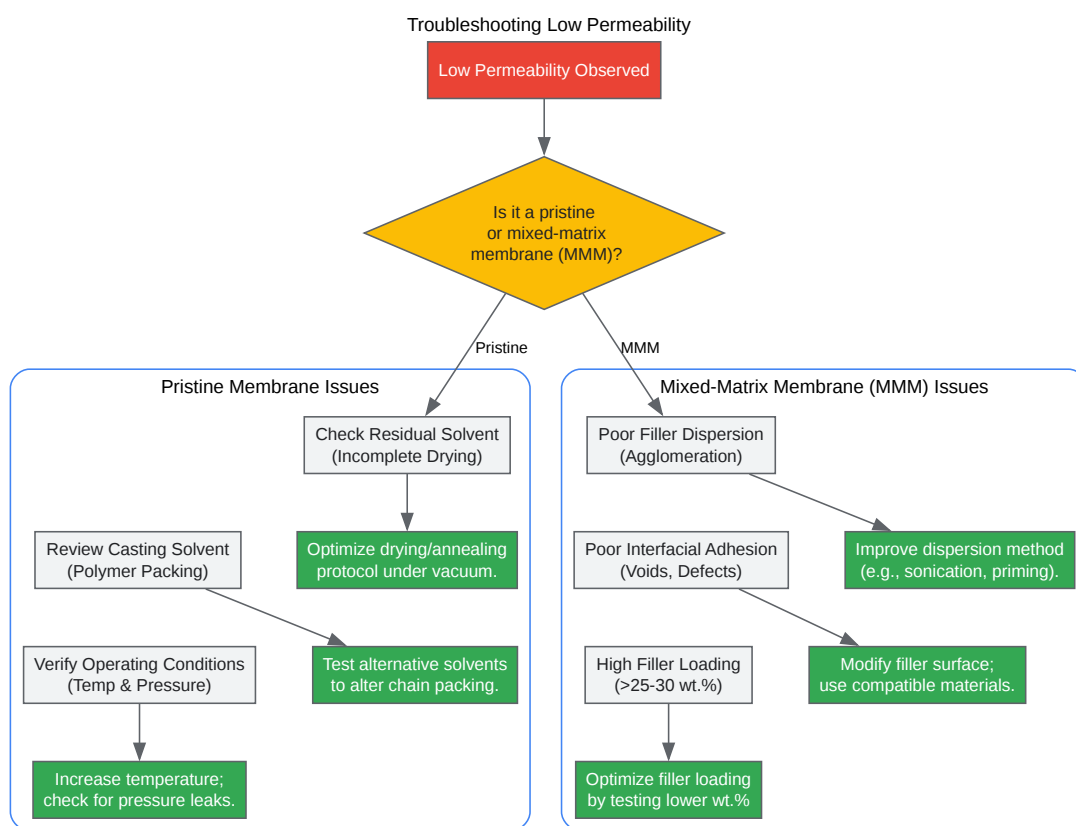 Troubleshooting Low Permeability
Low Permeability Observed
Is it a pristine
or mixed-matrix
membrane (MMM)?
Pristine
MMM
Pristine Membrane Issues
Check Residual Solvent
(Incomplete Drying)
Review Casting Solvent
(Polymer Packing)
Optimize drying/annealing
protocol under vacuum.
Verify Operating Conditions
(Temp & Pressure)
Test alternative solvents
to alter chain packing.
Increase temperature;
check for pressure leaks.
Mixed-Matrix Membrane (MMM) Issues
Poor Filler Dispersion
(Agglomeration)
Poor Interfacial Adhesion
(Voids, Defects)
Improve dispersion method
(e.g., sonication, priming).
High Filler Loading
(>25-30 wt.%)
Modify filler surface;
use compatible materials.
Optimize filler loading
by testing lower wt.%